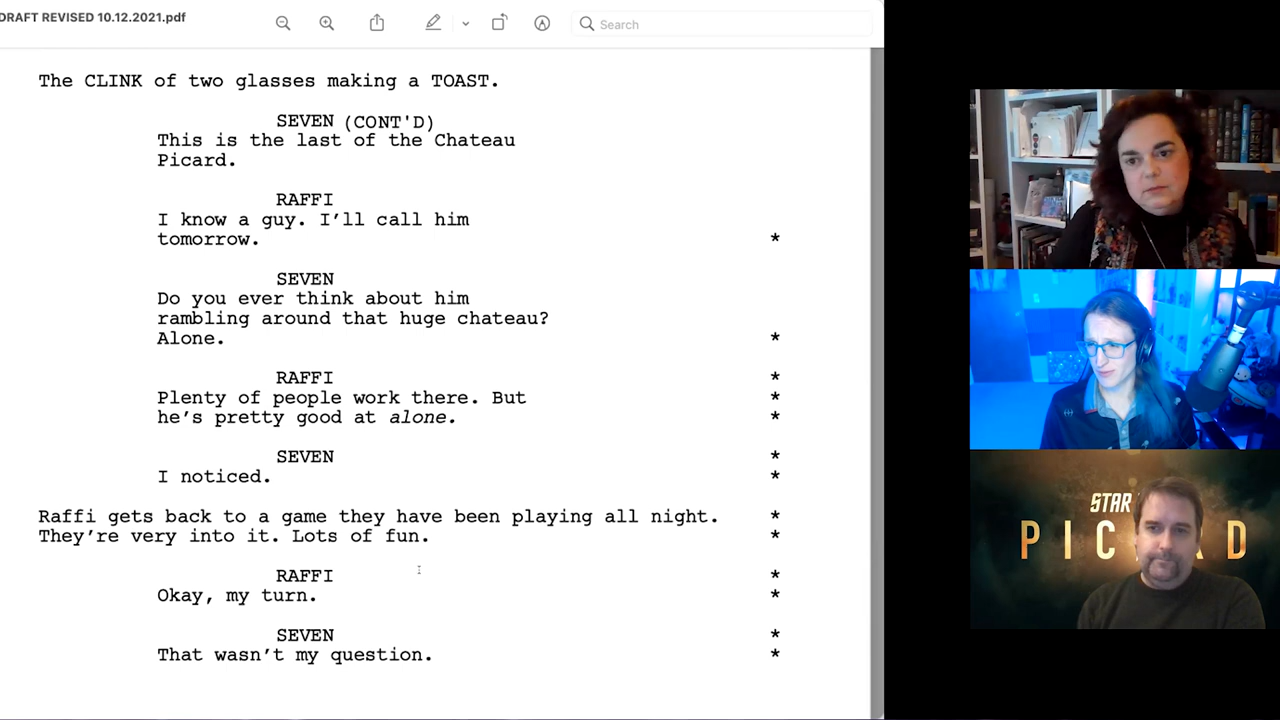 DRAFT REVISED 10.12.2021.pdf
Search
The CLINK of two glasses making a TOAST.
SEVEN (CONT'D)
This is the last of the Chateau
Picard.
RAFFI
I know a guy. I’ll call him
tomorrow. *
SEVEN
Do you ever think about him
rambling around that huge chateau?
Alone. *
RAFFI *
Plenty of people work there. But *
he’s pretty good at alone. *
SEVEN *
I noticed. *
Raffi gets back to a game they have been playing all night. *
They’re very into it. Lots of fun. *
RAFFI *
Okay, my turn. *
SEVEN *
That wasn’t my question. *
STAR
PIC RD